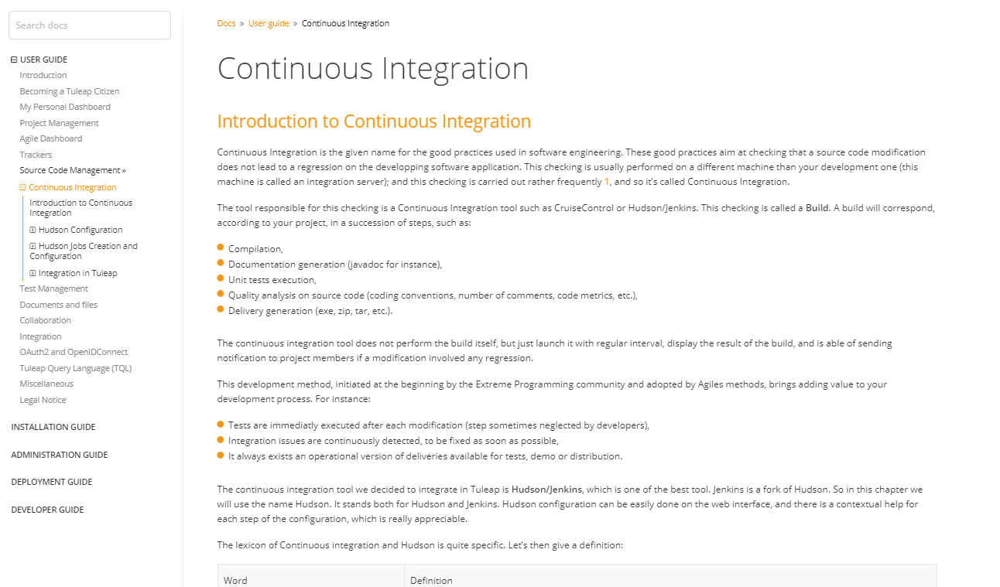 Search docs
USER GUIDE
Introduction
Becoming a Tuleap Citizen
My Personal Dashboard
Project Management
Agile Dashboard
Trackers
Source Code Management »
Continuous Integration
Introduction to Continuous
Integration
Hudson Configuration
Hudson Jobs Creation and
Configuration
Integration in Tuleap
Test Management
Documents and files
Collaboration
Integration
OAuth2 and OpenIDConnect
Tuleap Query Language (TQL)
Miscellaneous
Legal Notice
INSTALLATION GUIDE
ADMINISTRATION GUIDE
DEPLOYMENT GUIDE
DEVELOPER GUIDE
Docs » User guide » Continuous Integration
Continuous Integration
Introduction to Continuous Integration
Continuous Integration is the given name for the good practices used in software engineering. These good practices aim at checking that a source code modification
does not lead to a regression on the developping software application. This checking is usually performed on a different machine than your development one (this
machine is called an integration server); and this checking is carried out rather frequently 1, and so it's called Continuous Integration.
The tool responsible for this checking is a Continuous Integration tool such as CruiseControl or Hudson/Jenkins. This checking is called a Build. A build will correspond,
according to your project, in a succession of steps, such as:
Compilation,
Documentation generation (javadoc for instance),
Unit tests execution,
Quality analysis on source code (coding conventions, number of comments, code metrics, etc.),
Delivery generation (exe, zip, tar, etc.).
The continuous integration tool does not perform the build itself, but just launch it with regular interval, display the result of the build, and is able of sending
notification to project members if a modification involved any regression.
This development method, initiated at the beginning by the Extreme Programming community and adopted by Agiles methods, brings adding value to your
development process. For instance:
Tests are immediatly executed after each modification (step sometimes neglected by developers),
Integration issues are continuously detected, to be fixed as soon as possible,
It always exists an operational version of deliveries available for tests, demo or distribution.
The continuous integration tool we decided to integrate in Tuleap is Hudson/Jenkins, which is one of the best tool. Jenkins is a fork of Hudson. So in this chapter we
will use the name Hudson. It stands both for Hudson and Jenkins. Hudson configuration can be easily done on the web interface, and there is a contextual help for
each step of the configuration, which is really appreciable.
The lexicon of Continuous integration and Hudson is quite specific. Let's then give a definition:
Word Definition